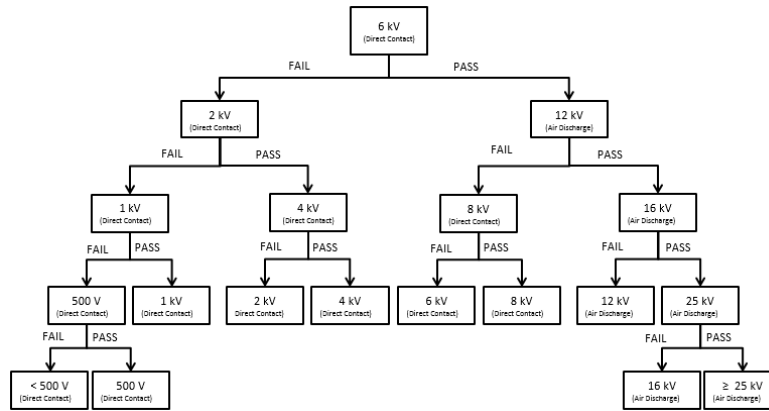 6 kV
(Direct Contact)
FAIL
PASS
2 kV
(Direct Contact)
12 kV
(Air Discharge)
FAIL
PASS
FAIL
PASS
1 kV
(Direct Contact)
4 kV
(Direct Contact)
8 kV
(Direct Contact)
16 kV
(Air Discharge)
FAIL
PASS
FAIL
PASS
FAIL
PASS
FAIL
PASS
500 V
(Direct Contact)
1 kV
(Direct Contact)
2 kV
Direct Contact)
4 kV
(Direct Contact)
6 kV
(Direct Contact)
8 kV
(Direct Contact)
12 kV
(Air Discharge)
25 kV
(Air Discharge)
FAIL
PASS
FAIL
PASS
< 500 V
(Direct Contact)
500 V
(Direct Contact)
16 kV
(Air Discharge)
≥ 25 kV
(Air Discharge)